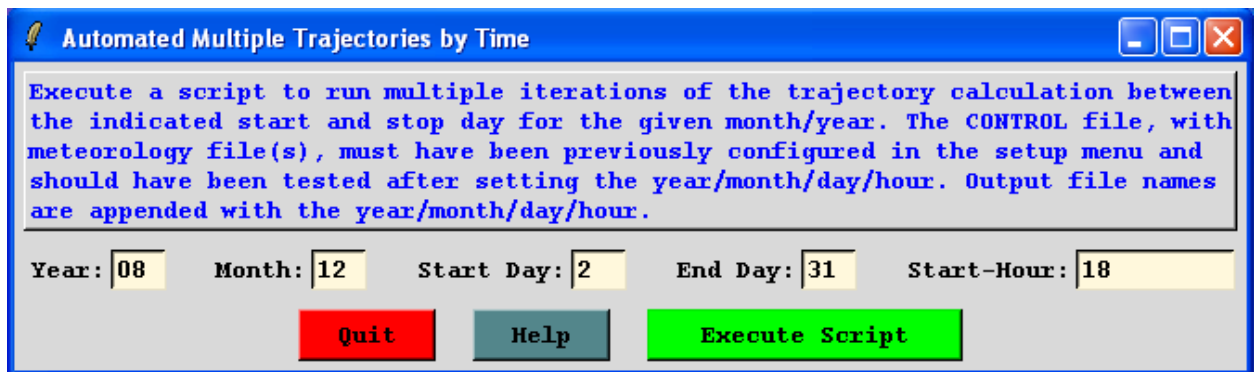 Automated Multiple Trajectories by Time
Execute a script to run multiple iterations of the trajectory calculation between
the indicated start and stop day for the given month/year. The CONTROL file, with
meteorology file(s), must have been previously configured in the setup menu and
should have been tested after setting the year/month/day/hour. Output file names
are appended with the year/month/day/hour.
Year: 08 Month: 12 Start Day: 2 End Day: 31 Start-Hour: 18
Quit Help Execute Script